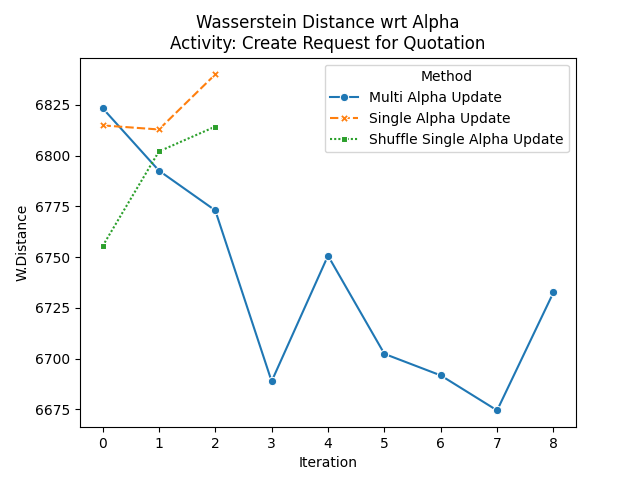 Wasserstein Distance wrt Alpha
Activity: Create Request for Quotation
Method
Multi Alpha Update
Single Alpha Update
Shuffle Single Alpha Update
W.Distance
6825
6800
6775
6750
6725
6700
6675
0 1 2 3 4 5 6 7 8
Iteration